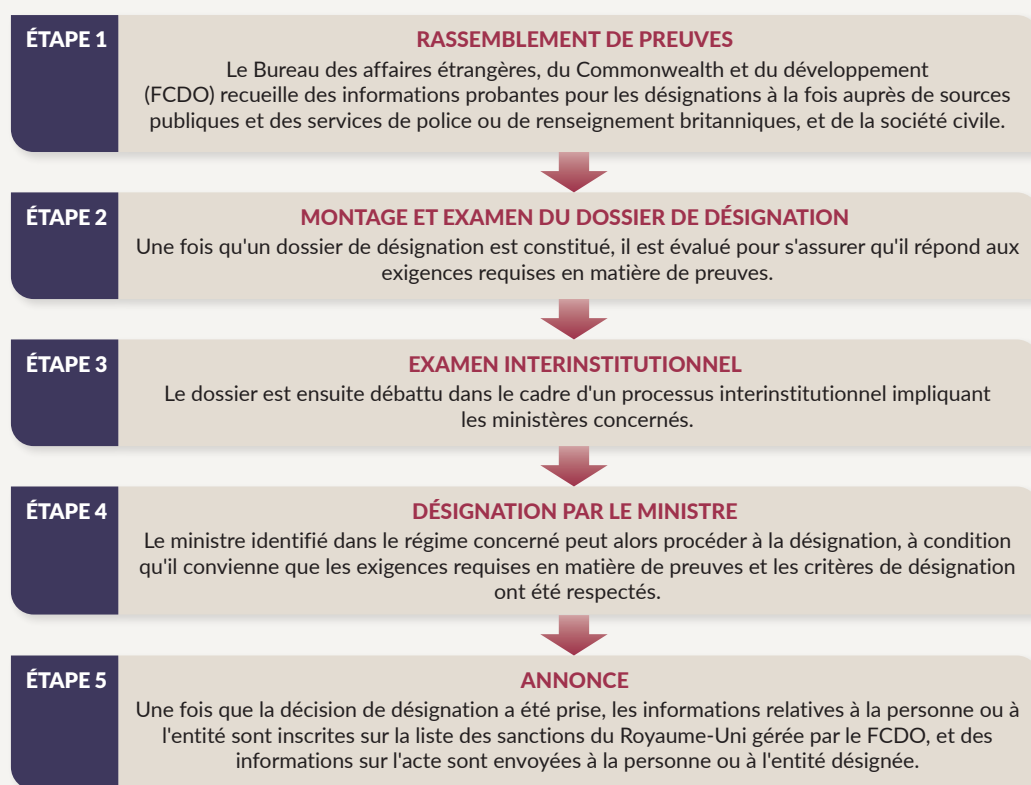 ÉTAPE 1
RASSEMBLEMENT DE PREUVES
Le Bureau des affaires étrangères, du Commonwealth et du développement
(FCDO) recueille des informations probantes pour les désignations à la fois auprès de sources
publiques et des services de police ou de renseignement britanniques, et de la société civile.
ÉTAPE 2
MONTAGE ET EXAMEN DU DOSSIER DE DÉSIGNATION
Une fois qu'un dossier de désignation est constitué, il est évalué pour s'assurer qu'il répond aux
exigences requises en matière de preuves.
ÉTAPE 3
EXAMEN INTERINSTITUTIONNEL
Le dossier est ensuite débattu dans le cadre d'un processus interinstitutionnel impliquant
les ministères concernés.
ÉTAPE 4
DÉSIGNATION PAR LE MINISTRE
Le ministre identifié dans le régime concerné peut alors procéder à la désignation, à condition
qu'il convienne que les exigences requises en matière de preuves et les critères de désignation
ont été respectés.
ÉTAPE 5
ANNONCE
Une fois que la décision de désignation a été prise, les informations relatives à la personne ou à
l'entité sont inscrites sur la liste des sanctions du Royaume-Uni gérée par le FCDO, et des
informations sur l'acte sont envoyées à la personne ou à l'entité désignée.